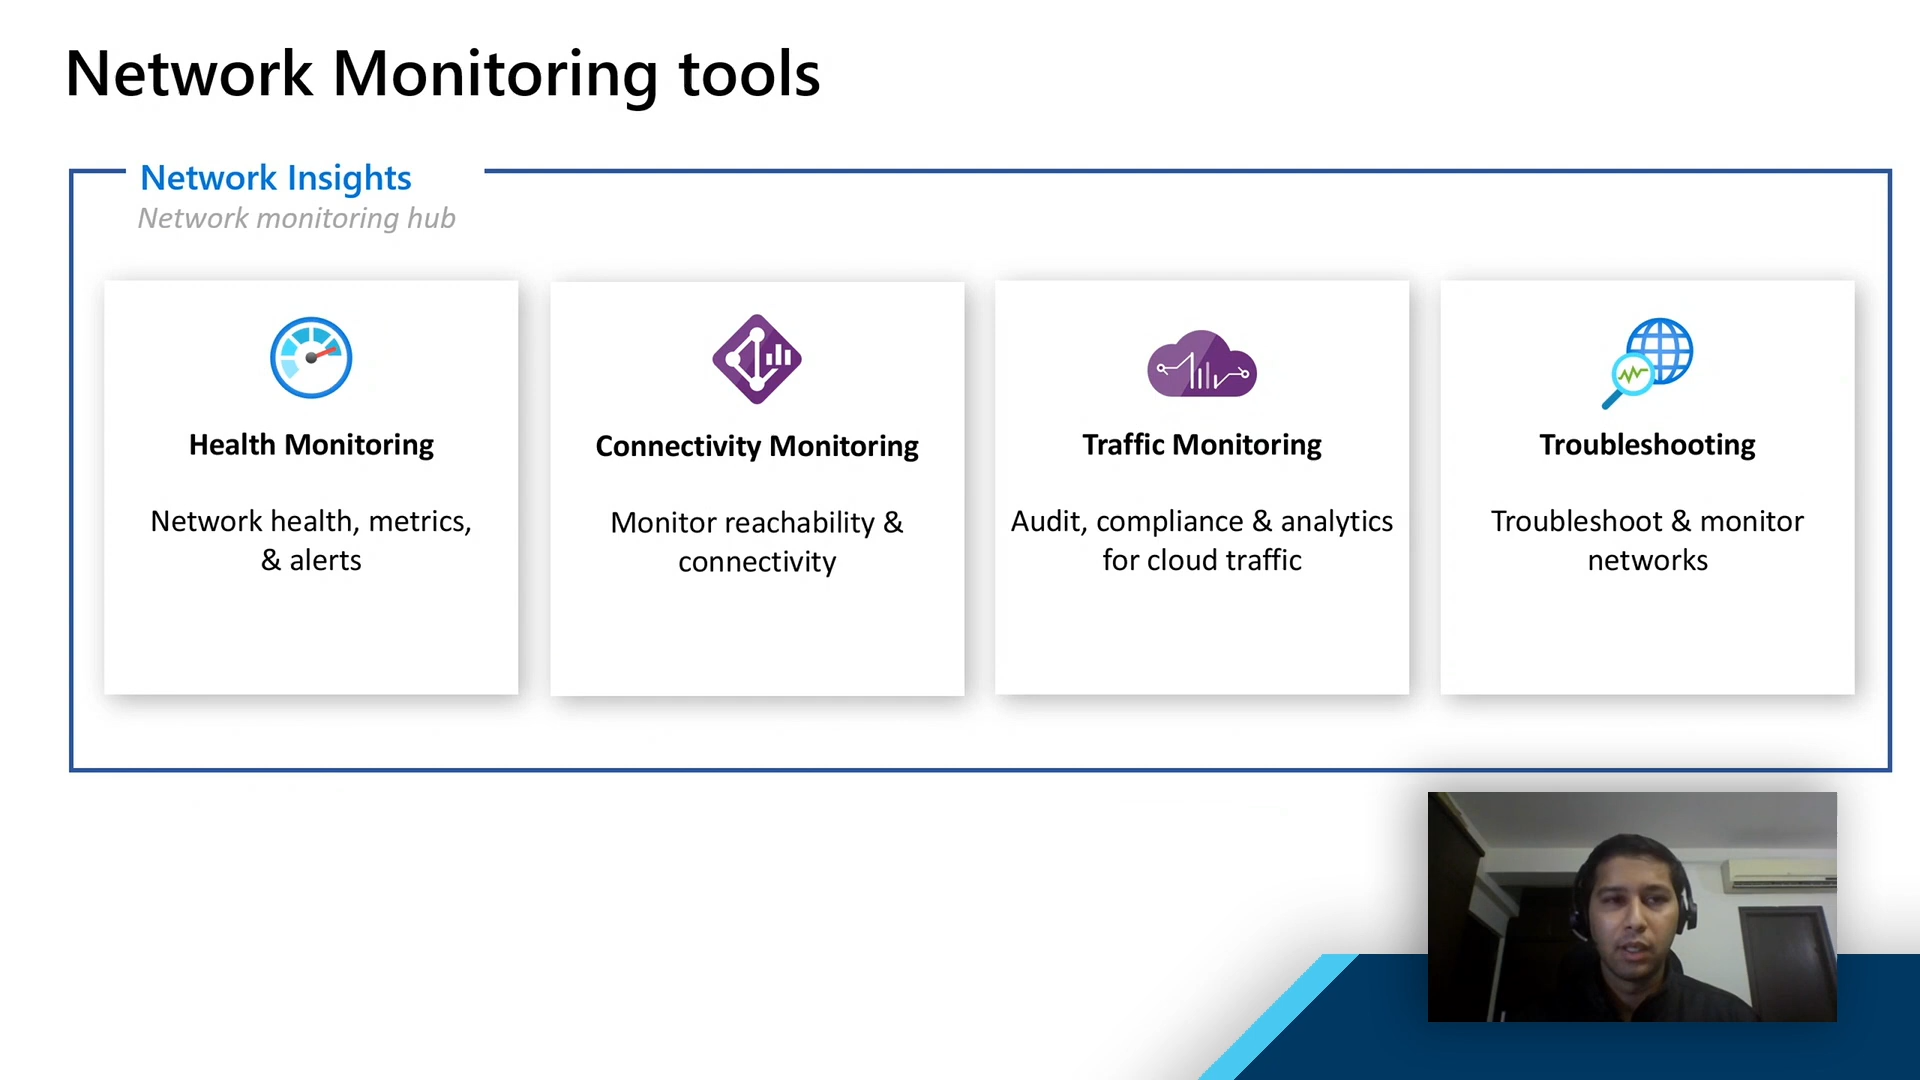 Network Monitoring tools
Network Insights
Network monitoring hub
Health Monitoring
Network health, metrics,
& alerts
Connectivity Monitoring
Monitor reachability &
connectivity
Traffic Monitoring
Audit, compliance & analytics
for cloud traffic
Troubleshooting
Troubleshoot & monitor
networks